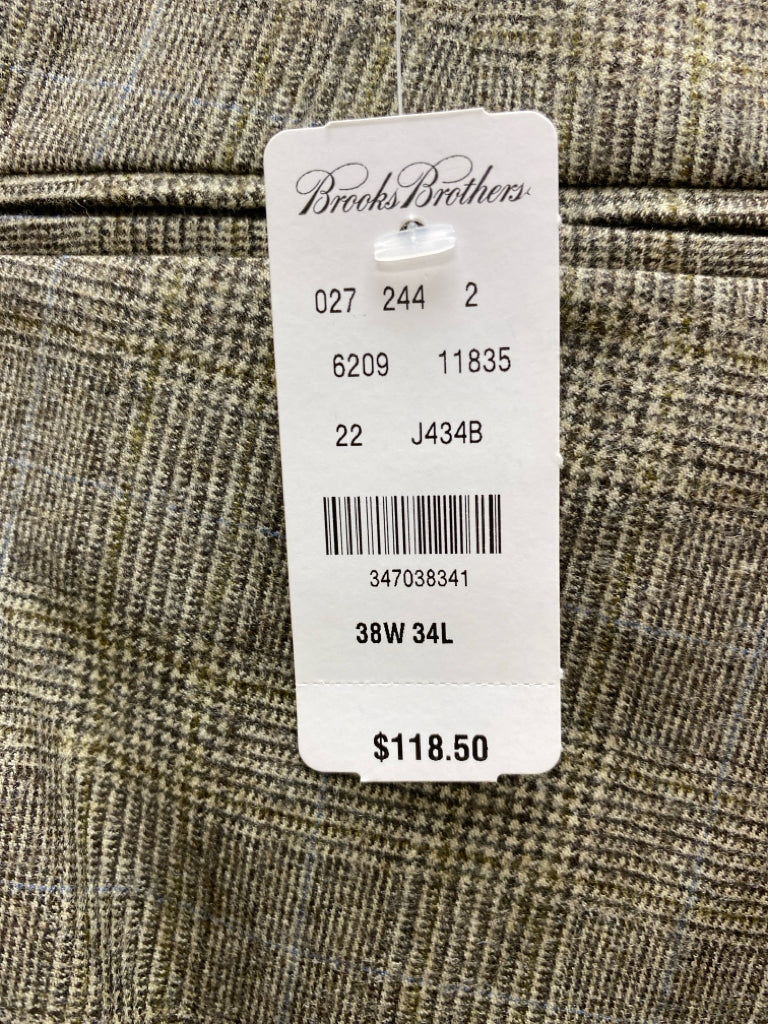 Brooks Brothers
027 244 2
6209 11835
22 J434B
347038341
38W 34L
$118.50